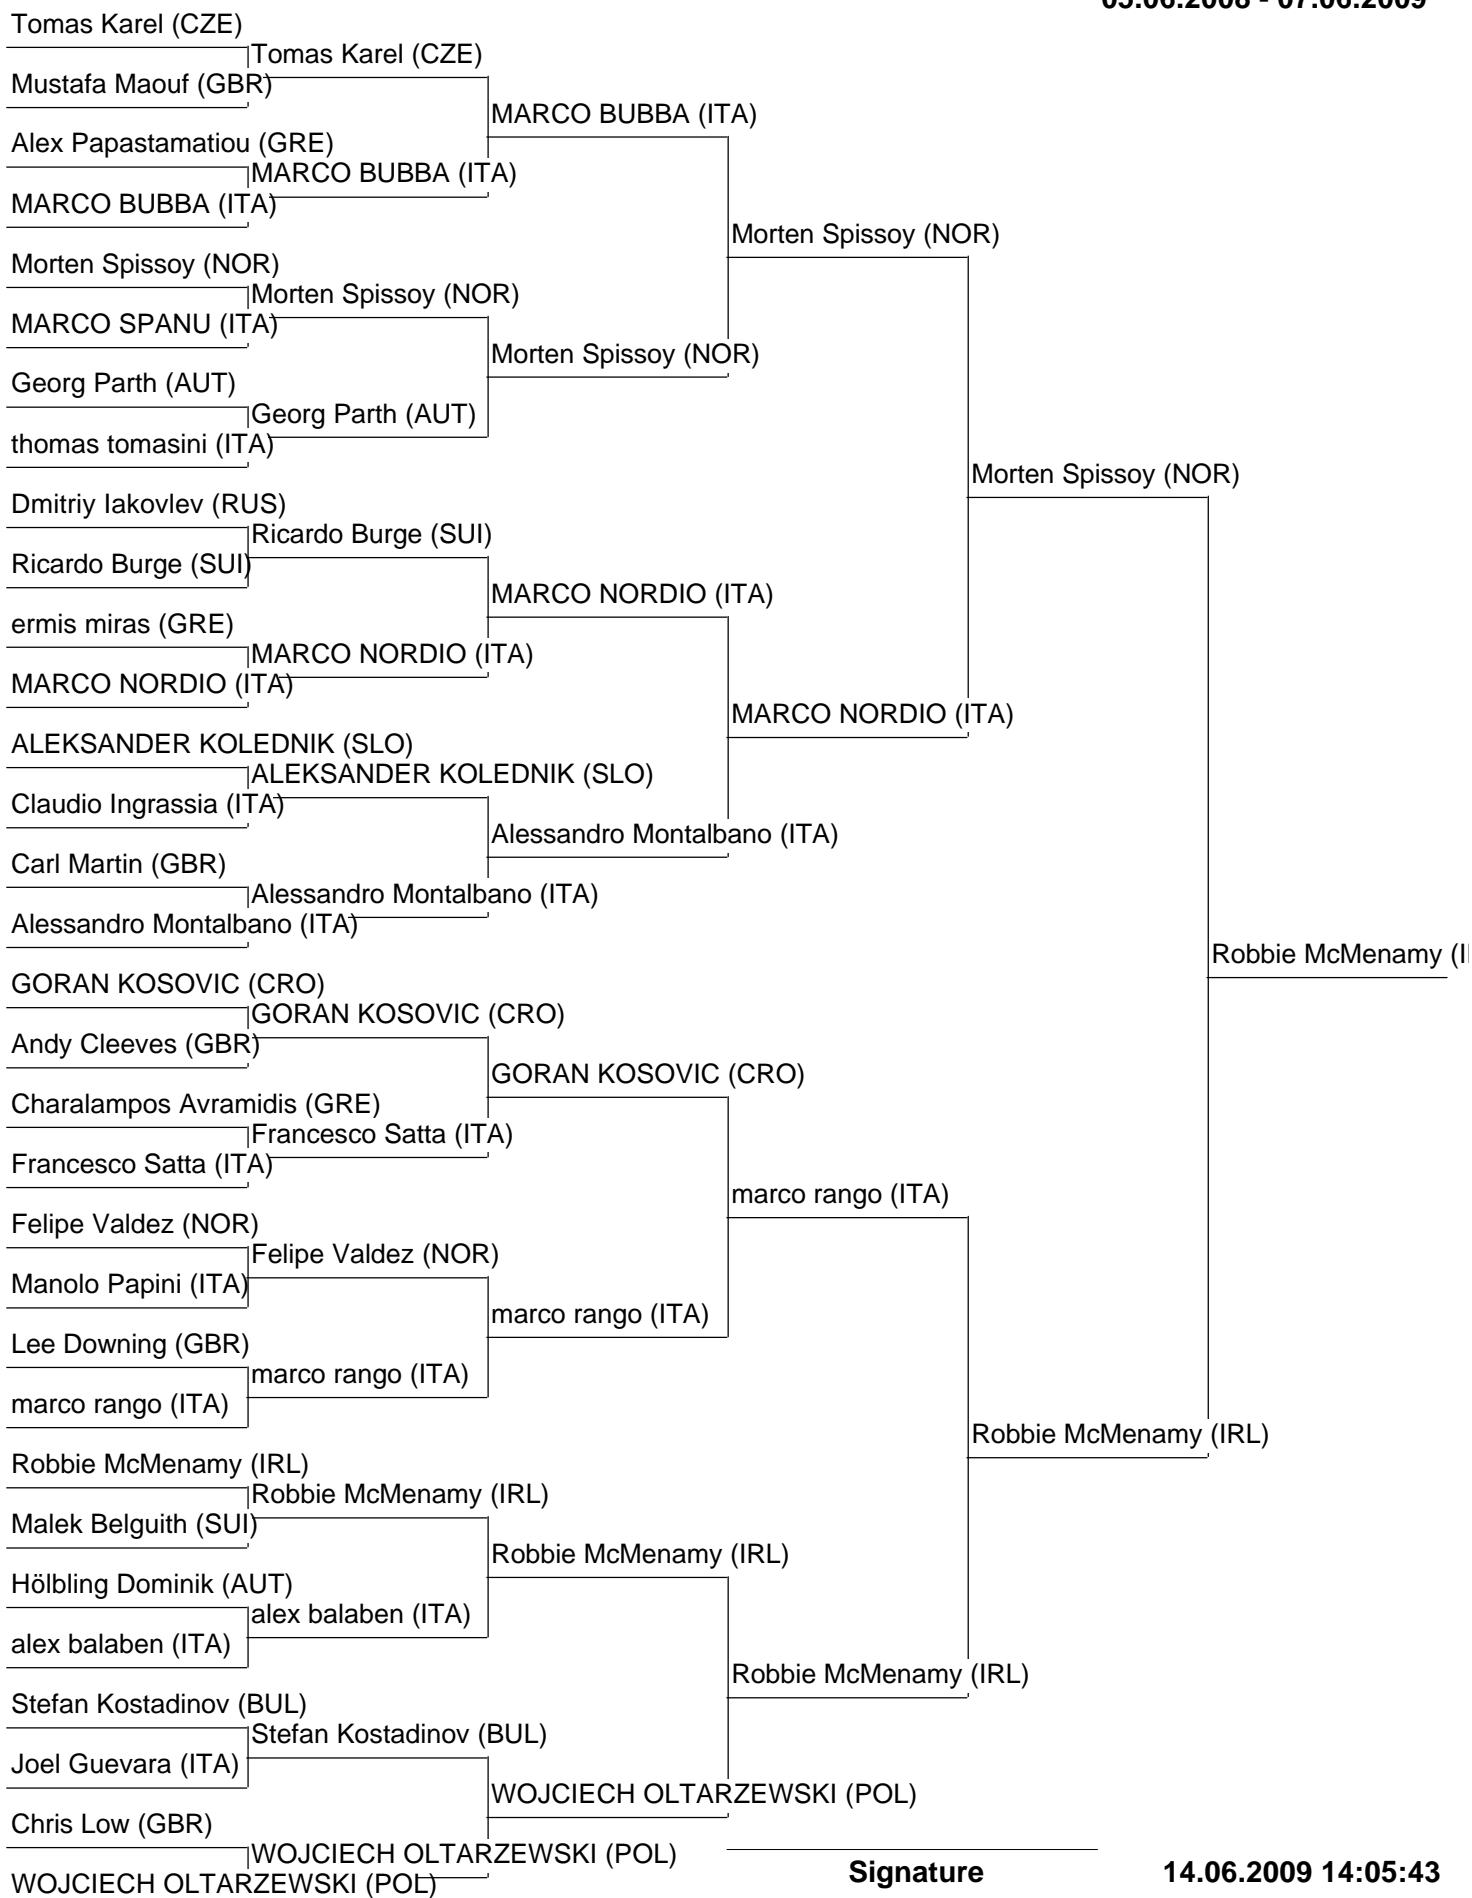 05.06.2008 - 07.06.2009
Tomas Karel (CZE)
Tomas Karel (CZE)
Mustafa Maouf (GBR)
MARCO BUBBA (ITA)
Alex Papastamatiou (GRE)
MARCO BUBBA (ITA)
MARCO BUBBA (ITA)
Morten Spissoy (NOR)
Morten Spissoy (NOR)
Morten Spissoy (NOR)
MARCO SPANU (ITA)
Morten Spissoy (NOR)
Georg Parth (AUT)
Georg Parth (AUT)
thomas tomasini (ITA)
Morten Spissoy (NOR)
Dmitriy Iakovlev (RUS)
Ricardo Burge (SUI)
Ricardo Burge (SUI)
MARCO NORDIO (ITA)
ermis miras (GRE)
MARCO NORDIO (ITA)
MARCO NORDIO (ITA)
MARCO NORDIO (ITA)
ALEKSANDER KOLEDNIK (SLO)
ALEKSANDER KOLEDNIK (SLO)
Claudio Ingrassia (ITA)
Alessandro Montalbano (ITA)
Carl Martin (GBR)
Alessandro Montalbano (ITA)
Alessandro Montalbano (ITA)
Robbie McMenamy (I
GORAN KOSOVIC (CRO)
GORAN KOSOVIC (CRO)
Andy Cleeves (GBR)
GORAN KOSOVIC (CRO)
Charalampos Avramidis (GRE)
Francesco Satta (ITA)
Francesco Satta (ITA)
marco rango (ITA)
Felipe Valdez (NOR)
Felipe Valdez (NOR)
Manolo Papini (ITA)
marco rango (ITA)
Lee Downing (GBR)
marco rango (ITA)
marco rango (ITA)
Robbie McMenamy (IRL)
Robbie McMenamy (IRL)
Robbie McMenamy (IRL)
Malek Belguith (SUI)
Robbie McMenamy (IRL)
Hölbling Dominik (AUT)
alex balaben (ITA)
alex balaben (ITA)
Robbie McMenamy (IRL)
Stefan Kostadinov (BUL)
Stefan Kostadinov (BUL)
Joel Guevara (ITA)
WOJCIECH OLTARZEWSKI (POL)
Chris Low (GBR)
WOJCIECH OLTARZEWSKI (POL)
WOJCIECH OLTARZEWSKI (POL)
Signature
14.06.2009 14:05:43